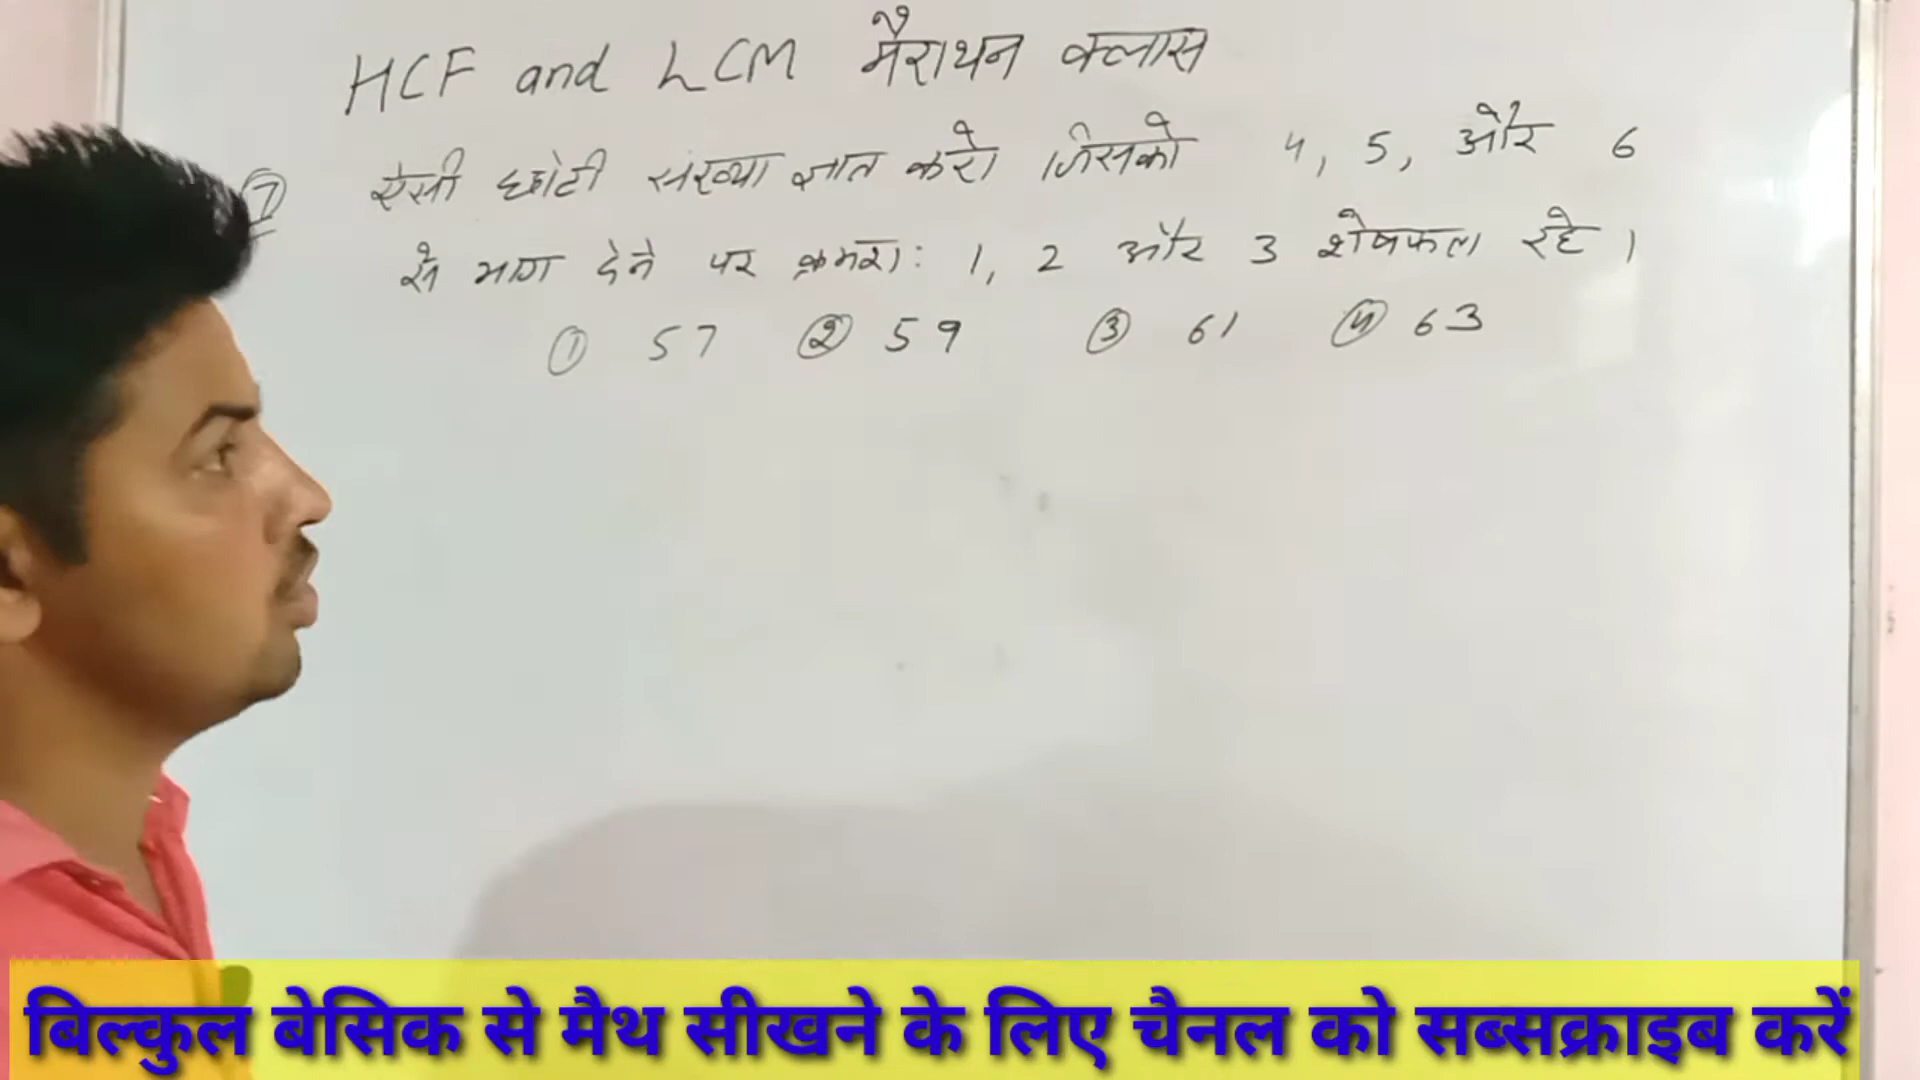 HCF and LCM मैराथन क्लास
7 ऐसी छोटी संख्या ज्ञात करो जिसको 4, 5, और 6
से भाग देने पर क्रमश: 1, 2 और 3 शेषफल रहे ।
① 57 ② 59 ③ 61 ④ 63
बिल्कुल बेसिक से मैथ सीखने के लिए चैनल को सब्सक्राइब करें